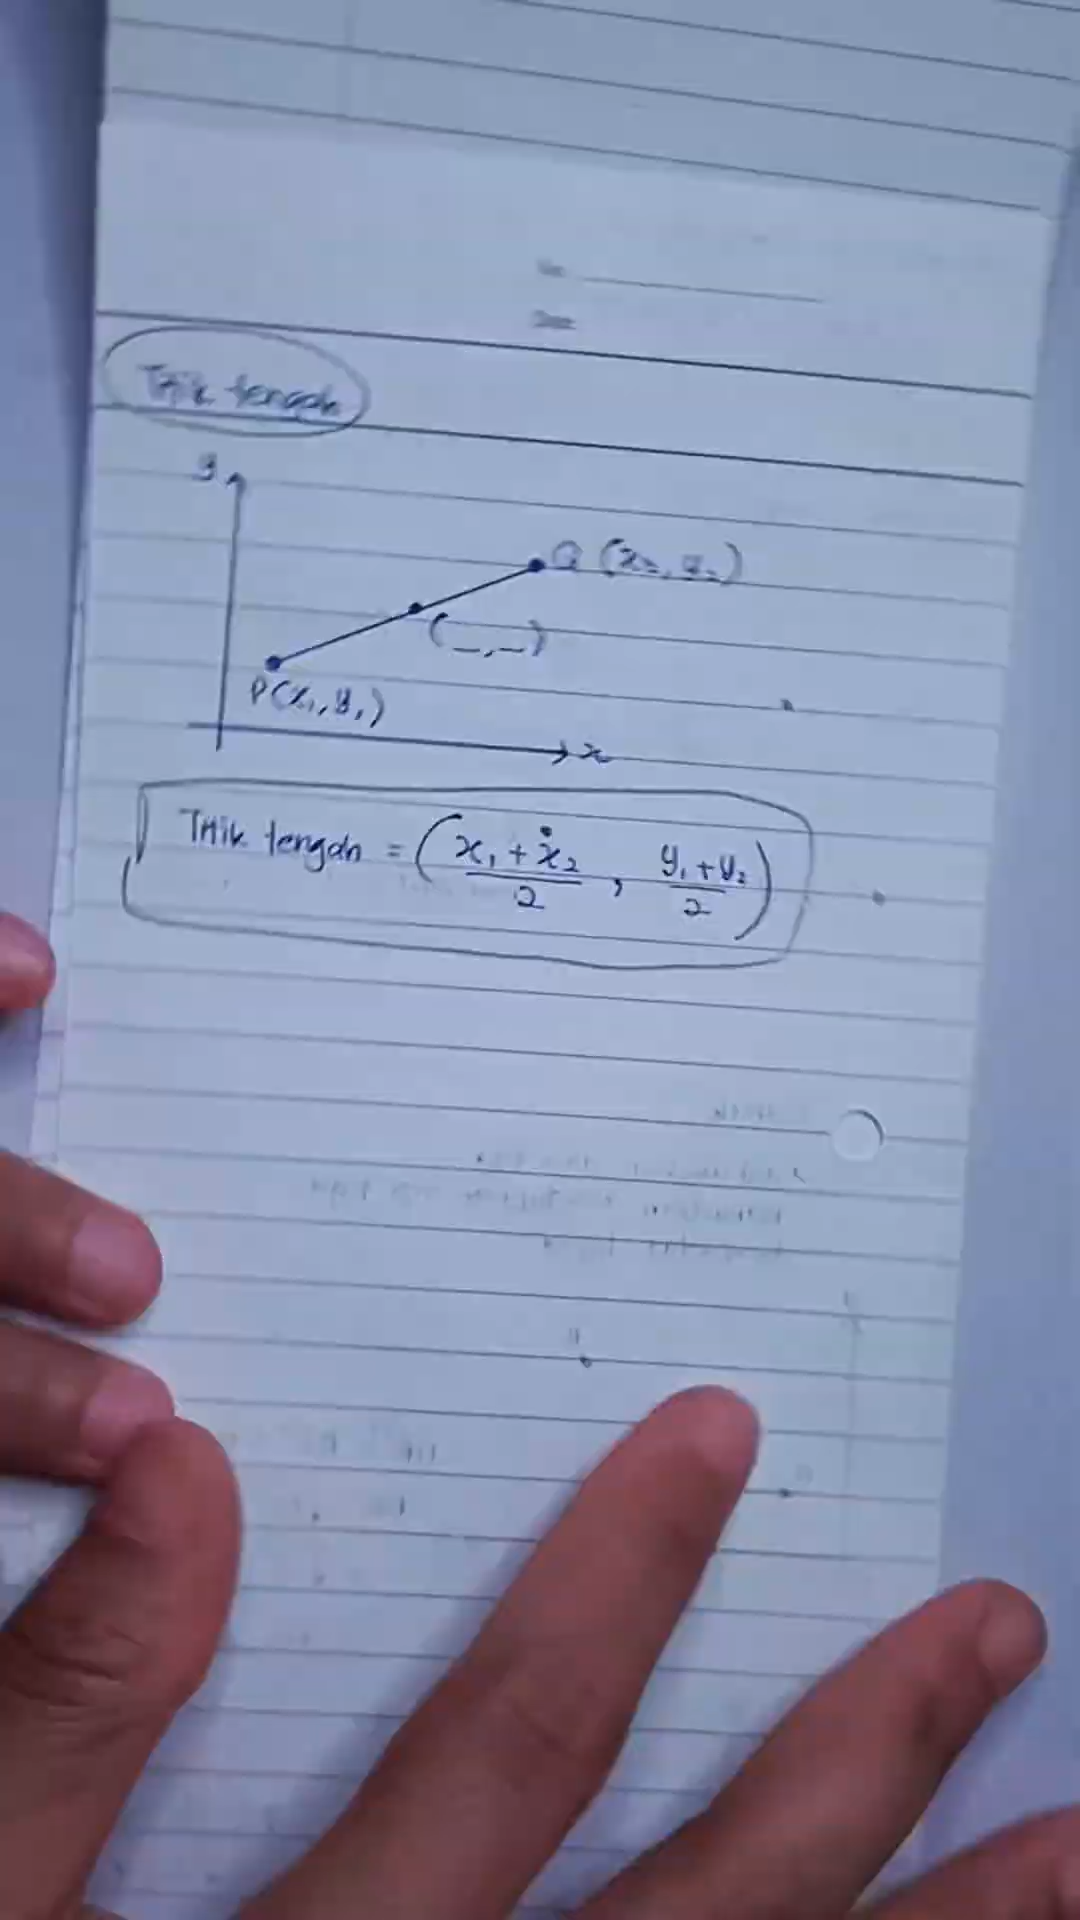 Titik tengah
y
Q (x₂, y₂)
(_,_)
P(x₁, y₁)
x
Titik tengah = (x₁ + x₂ / 2 , y₁ + y₂ / 2)